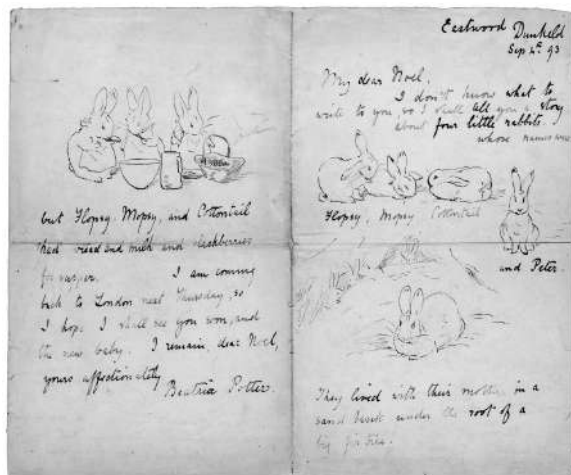 but Flopsy, Mopsy, and Cottontail
had bread and milk and blackberries
for supper. I am coming
back to London next Thursday, so
I hope I shall see you soon, and
the new baby. I remain, dear Noel,
yours affectionately
Beatrix Potter.
Eastwood Dunkeld
Sep 4th 93
My dear Noel,
I don't know what to
write to you, so I shall tell you a story
about four little rabbits.
whose names were
Flopsy, Mopsy Cottontail
and Peter.
They lived with their mother in a
sand bank under the root of a
big fir tree.